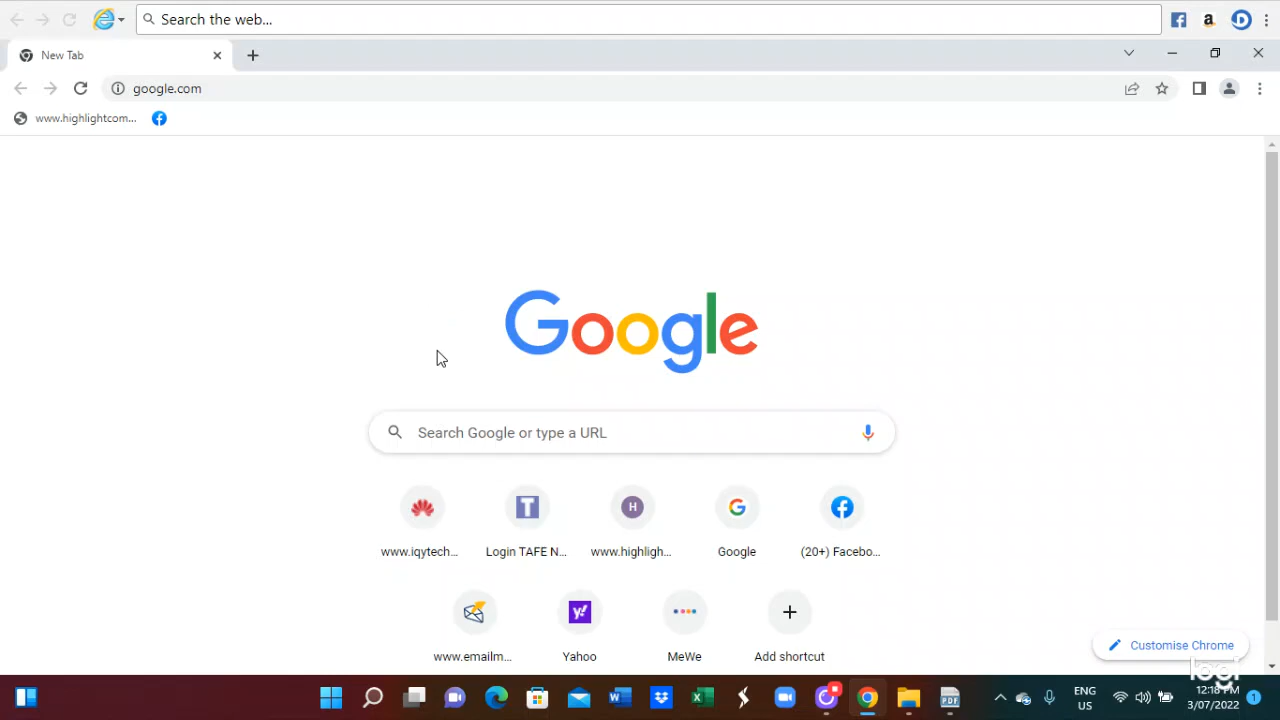 Search the web...
New Tab
google.com
www.highlightcom...
Google
Search Google or type a URL
www.iqytech...
Login TAFE N...
www.highligh...
Google
(20+) Facebo...
www.emailm...
Yahoo
MeWe
Add shortcut
Customise Chrome
logi
ENG
US
12:18 PM
3/07/2022